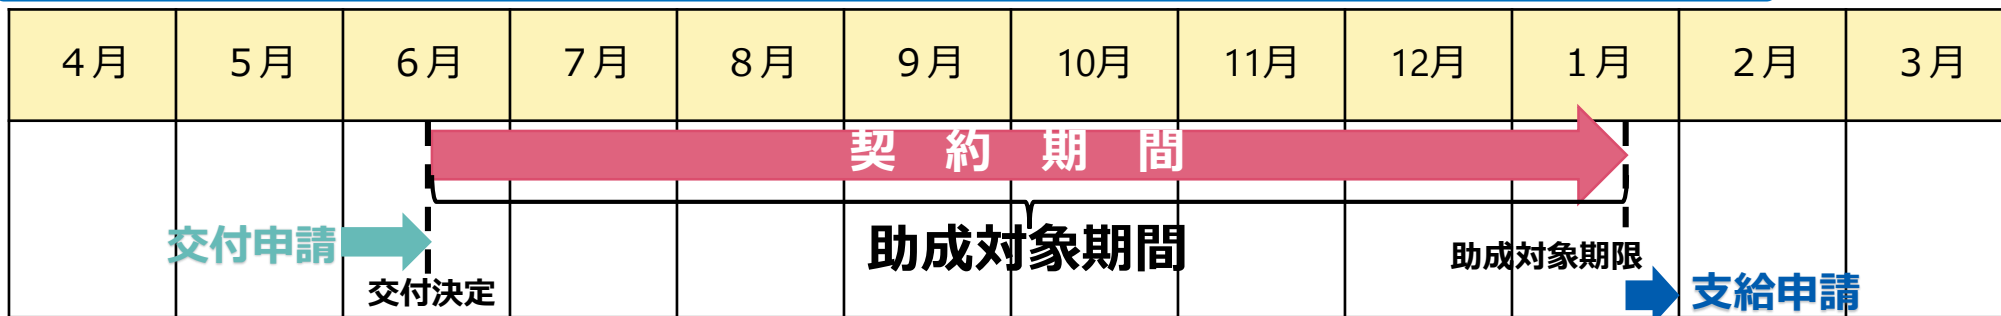 ４月 ５月 ６月 ７月 ８月 ９月 10月 11月 12月 １月 ２月 ３月
契約期間
交付申請
助成対象期間
助成対象期限
交付決定
支給申請